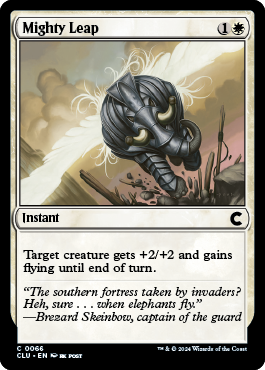 Mighty Leap 1
Instant
Target creature gets +2/+2 and gains
flying until end of turn.
“The southern fortress taken by invaders?
Heh, sure . . . when elephants fly.”
—Brezard Skeinbow, captain of the guard
C 0066
CLU • EN RK POST
™ & © 2024 Wizards of the Coast